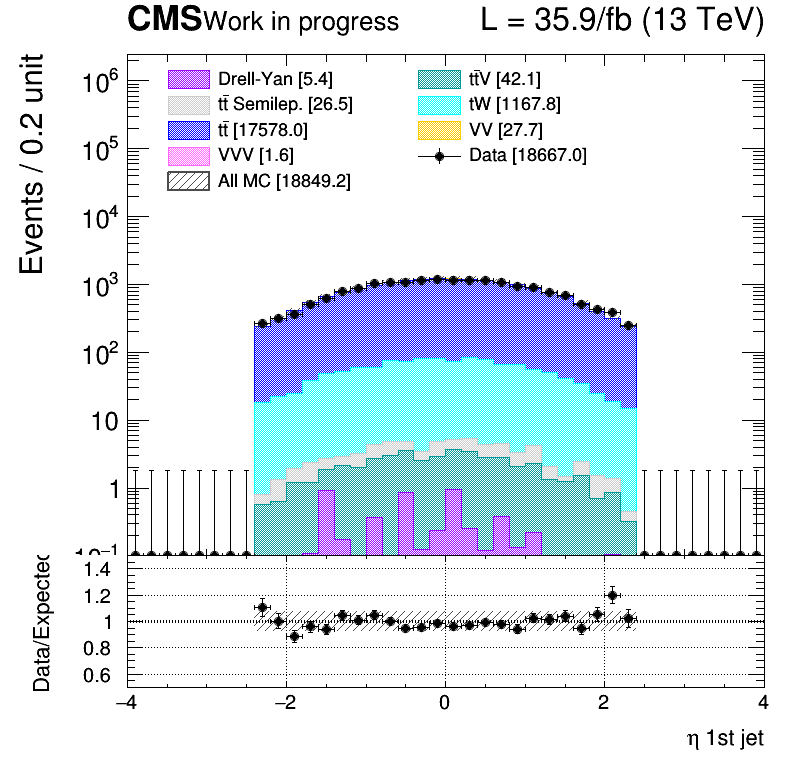 CMS Work in progress L = 35.9/fb (13 TeV)
Events / 0.2 unit
10⁶
10⁵
10⁴
10³
10²
10
1
10⁻¹
Drell-Yan [5.4]
tt̄ Semilep. [26.5]
tt̄ [17578.0]
VVV [1.6]
All MC [18849.2]
tt̄V [42.1]
tW [1167.8]
VV [27.7]
Data [18667.0]
Data/Expected
1.4
1.2
1
0.8
0.6
−4 −2 0 2 4
η 1st jet